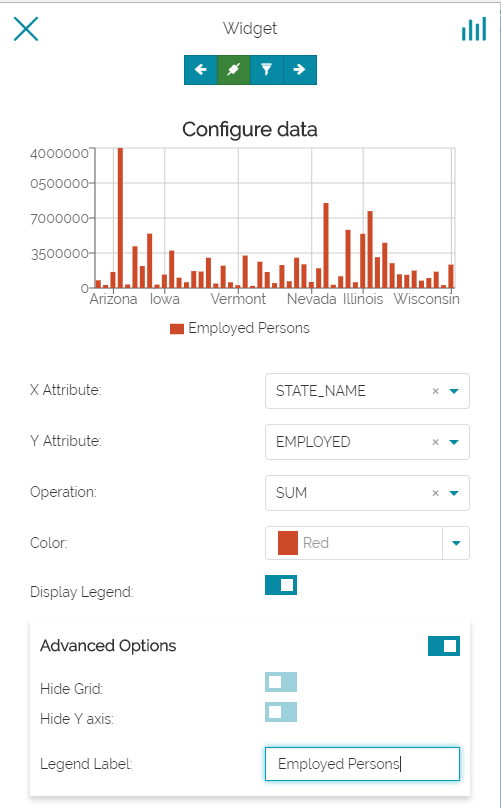 Widget
Configure data
4000000
0500000
7000000
3500000
0
Arizona Iowa Vermont Nevada Illinois Wisconsin
Employed Persons
X Attribute: STATE_NAME ×
Y Attribute: EMPLOYED ×
Operation: SUM ×
Color: Red
Display Legend:
Advanced Options
Hide Grid:
Hide Y axis:
Legend Label: Employed Persons